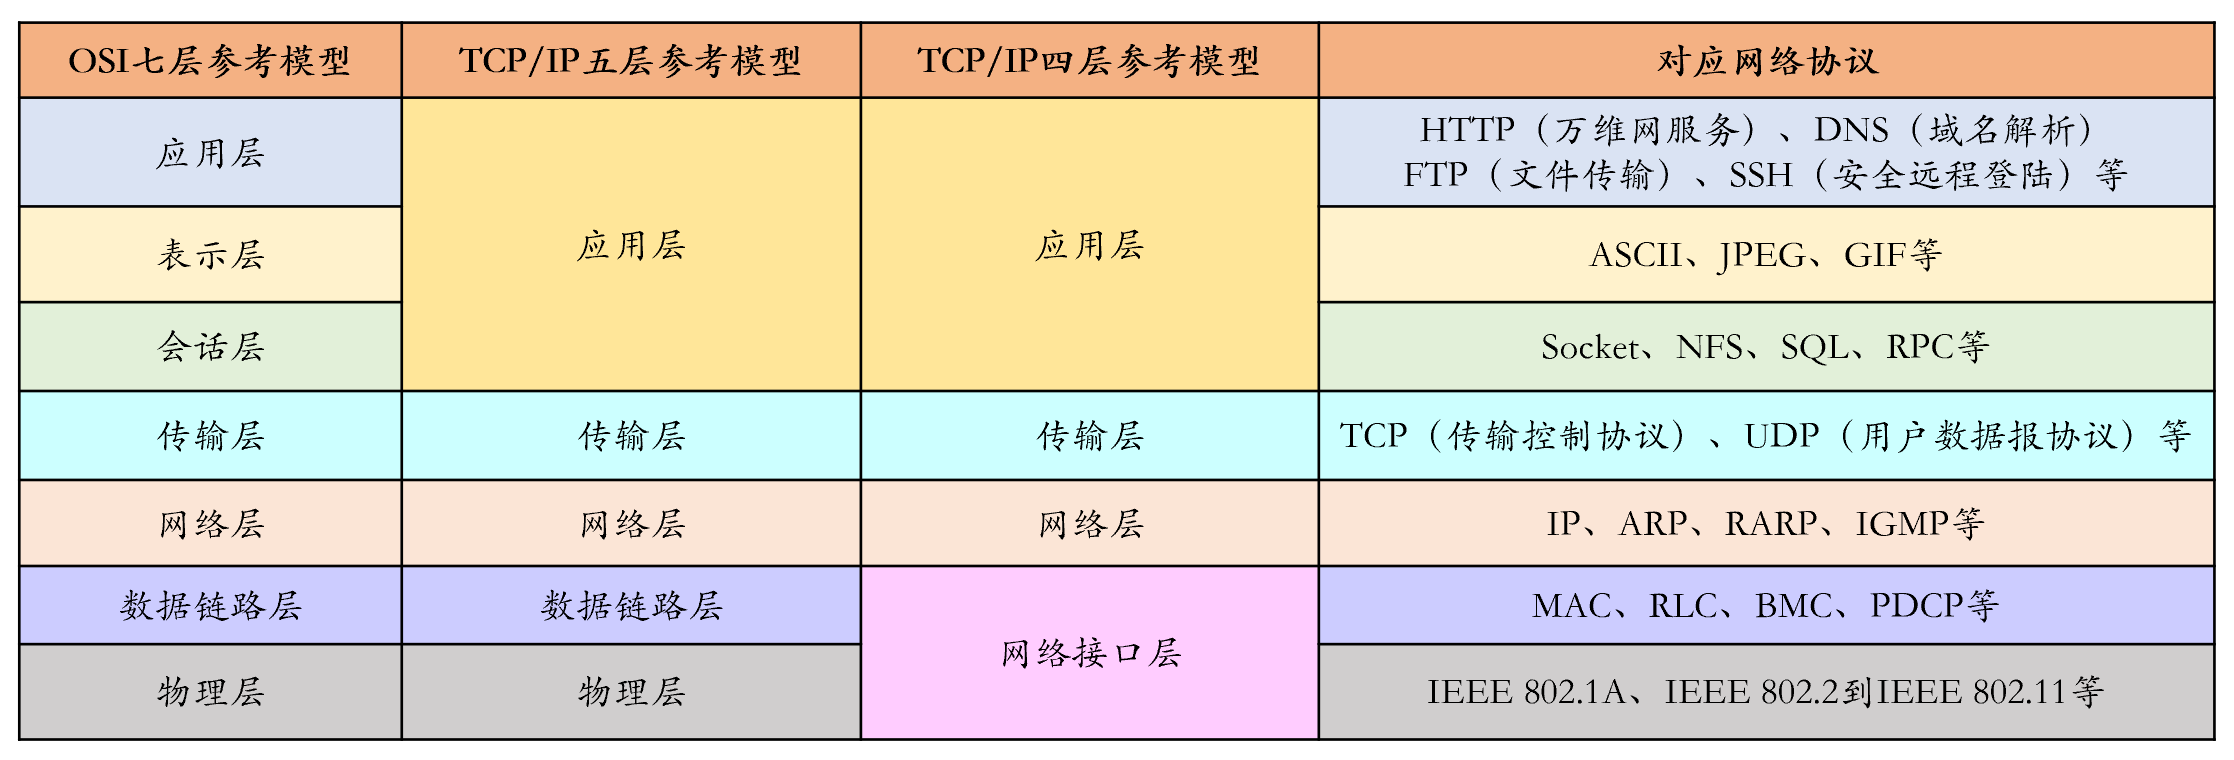 OSI七层参考模型
TCP/IP五层参考模型
TCP/IP四层参考模型
对应网络协议
应用层
应用层
应用层
HTTP（万维网服务）、DNS（域名解析）
FTP（文件传输）、SSH（安全远程登陆）等
表示层
ASCII、JPEG、GIF等
会话层
Socket、NFS、SQL、RPC等
传输层
传输层
传输层
TCP（传输控制协议）、UDP（用户数据报协议）等
网络层
网络层
网络层
IP、ARP、RARP、IGMP等
数据链路层
数据链路层
网络接口层
MAC、RLC、BMC、PDCP等
物理层
物理层
IEEE 802.1A、IEEE 802.2到IEEE 802.11等